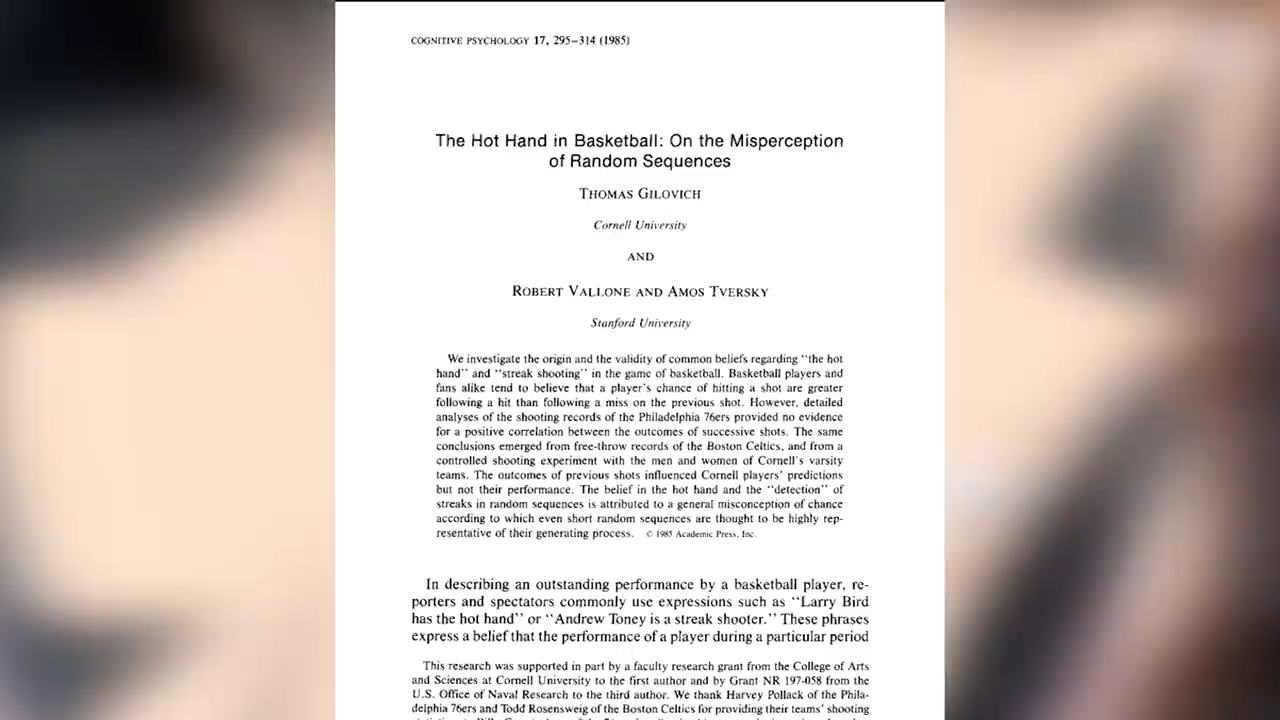 COGNITIVE PSYCHOLOGY 17, 295–314 (1985)
The Hot Hand in Basketball: On the Misperception
of Random Sequences
THOMAS GILOVICH
Cornell University
AND
ROBERT VALLONE AND AMOS TVERSKY
Stanford University
We investigate the origin and the validity of common beliefs regarding "the hot
hand" and "streak shooting" in the game of basketball. Basketball players and
fans alike tend to believe that a player's chance of hitting a shot are greater
following a hit than following a miss on the previous shot. However, detailed
analyses of the shooting records of the Philadelphia 76ers provided no evidence
for a positive correlation between the outcomes of successive shots. The same
conclusions emerged from free-throw records of the Boston Celtics, and from a
controlled shooting experiment with the men and women of Cornell's varsity
teams. The outcomes of previous shots influenced Cornell players' predictions
but not their performance. The belief in the hot hand and the "detection" of
streaks in random sequences is attributed to a general misconception of chance
according to which even short random sequences are thought to be highly rep-
resentative of their generating process. © 1985 Academic Press, Inc.
In describing an outstanding performance by a basketball player, re-
porters and spectators commonly use expressions such as "Larry Bird
has the hot hand" or "Andrew Toney is a streak shooter." These phrases
express a belief that the performance of a player during a particular period
This research was supported in part by a faculty research grant from the College of Arts
and Sciences at Cornell University to the first author and by Grant NR 197-058 from the
U.S. Office of Naval Research to the third author. We thank Harvey Pollack of the Phila-
delphia 76ers and Todd Rosensweig of the Boston Celtics for providing their teams' shooting